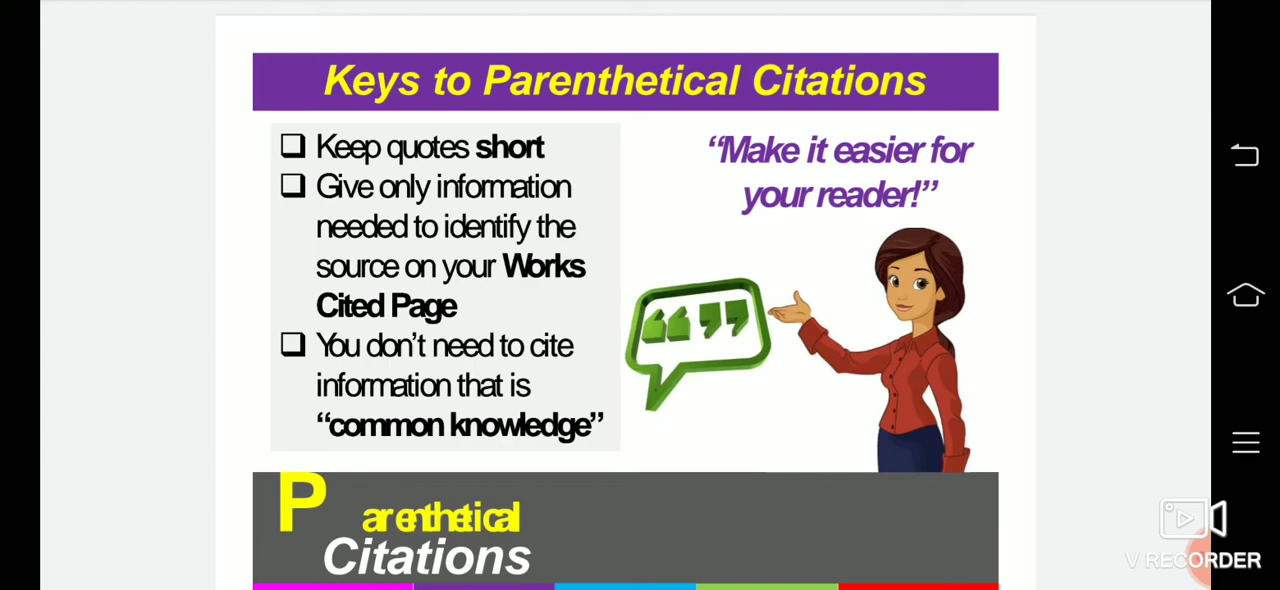 Keys to Parenthetical Citations
Keep quotes short
Give only information
needed to identify the
source on your Works
Cited Page
You don't need to cite
information that is
“common knowledge”
“Make it easier for
your reader!”
“ ”
Parenthetical
Citations
V RECORDER